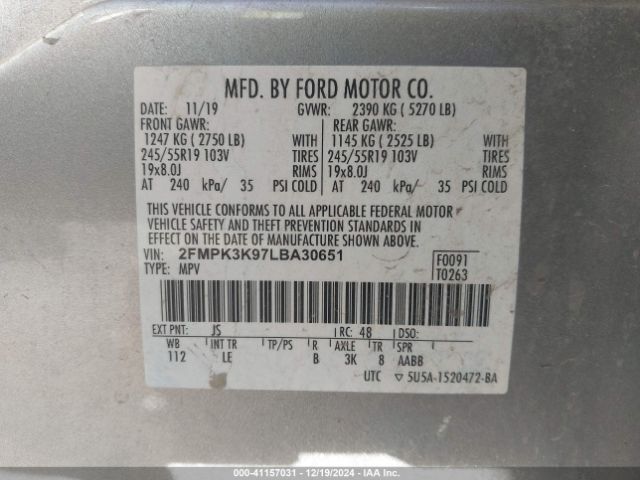 MFD. BY FORD MOTOR CO.
DATE: 11/19 GVWR: 2390 KG ( 5270 LB)
FRONT GAWR: REAR GAWR:
1247 KG ( 2750 LB) WITH 1145 KG ( 2525 LB) WITH
245/55R19 103V TIRES 245/55R19 103V TIRES
19x8.0J RIMS 19x8.0J RIMS
AT 240 kPa/ 35 PSI COLD AT 240 kPa/ 35 PSI COLD
THIS VEHICLE CONFORMS TO ALL APPLICABLE FEDERAL MOTOR
VEHICLE SAFETY AND THEFT PREVENTION STANDARDS IN
EFFECT ON THE DATE OF MANUFACTURE SHOWN ABOVE.
VIN: 2FMPK3K97LBA30651 F0091
TYPE: MPV T0263
EXT PNT: JS RC: 48 DSO:
WB INT TR TP/PS R AXLE TR SPR
112 LE B 3K 8 AABB
UTC ▽ 5U5A-1520472-BA
000-41157031 - 12/19/2024 - IAA Inc.